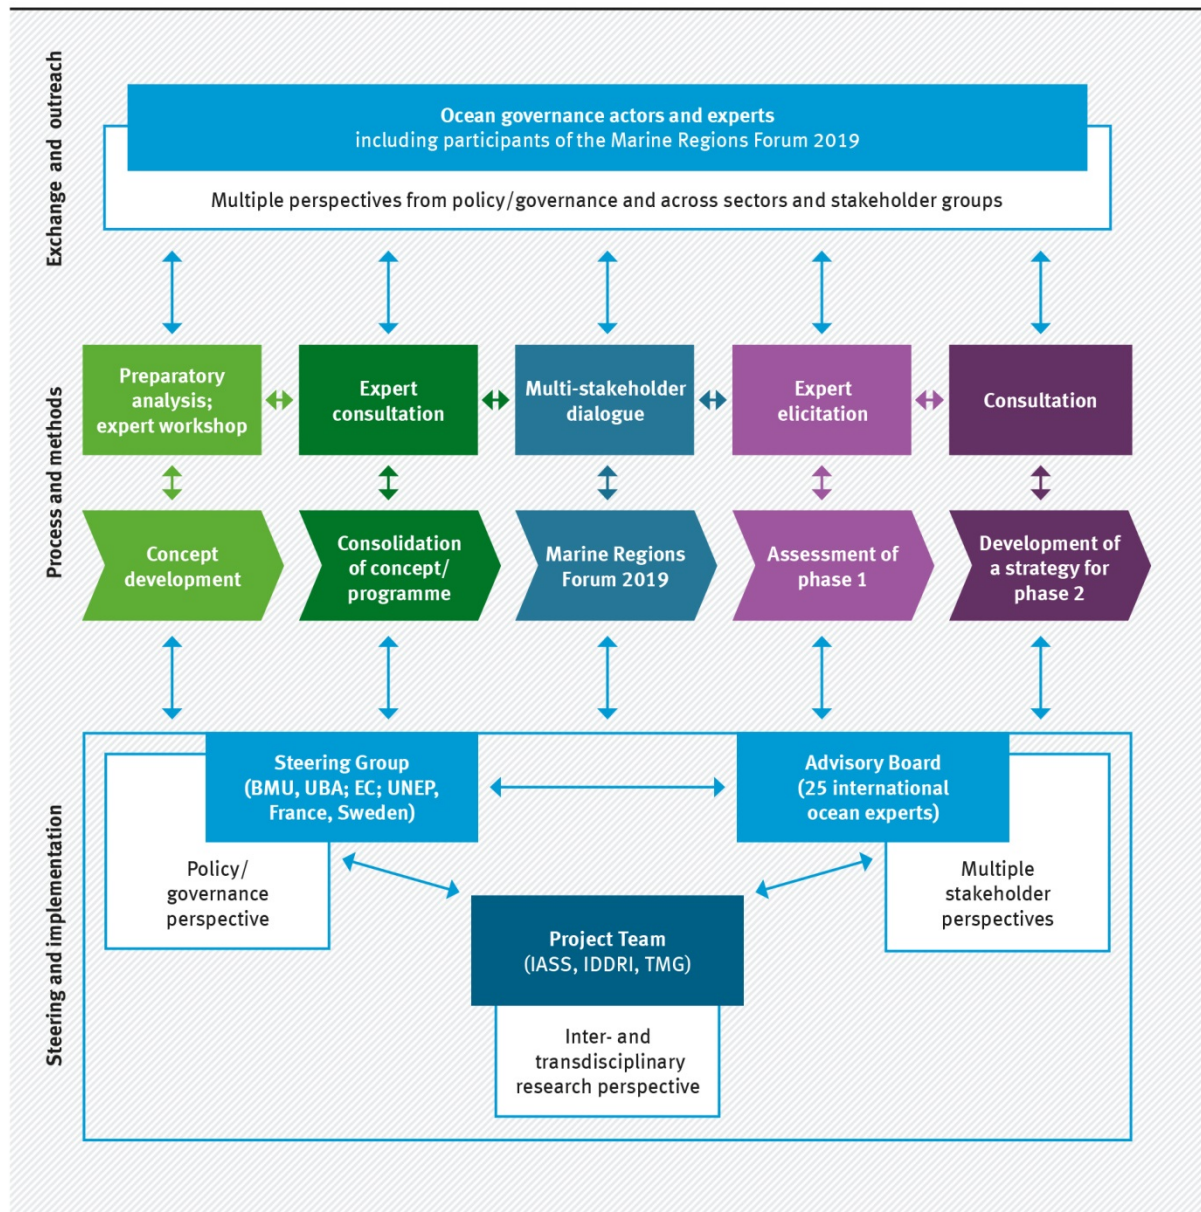 Exchange and outreach
Ocean governance actors and experts
including participants of the Marine Regions Forum 2019
Multiple perspectives from policy/governance and across sectors and stakeholder groups
Process and methods
Preparatory
analysis;
expert workshop
Expert
consultation
Multi-stakeholder
dialogue
Expert
elicitation
Consultation
Concept
development
Consolidation
of concept/
programme
Marine Regions
Forum 2019
Assessment of
phase 1
Development of
a strategy for
phase 2
Steering and implementation
Steering Group
(BMU, UBA; EC; UNEP,
France, Sweden)
Policy/
governance
perspective
Advisory Board
(25 international
ocean experts)
Multiple
stakeholder
perspectives
Project Team
(IASS, IDDRI, TMG)
Inter- and
transdisciplinary
research perspective